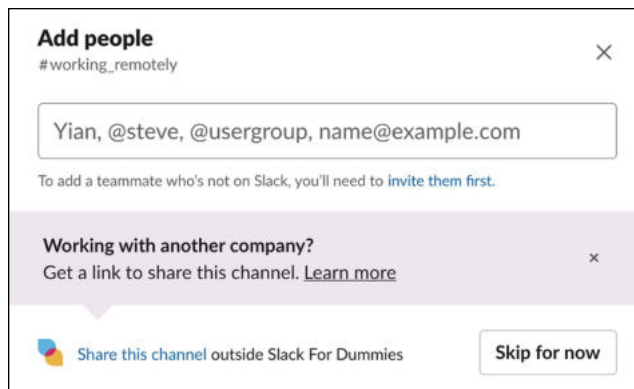 Add people
#working_remotely
Yian, @steve, @usergroup, name@example.com
To add a teammate who's not on Slack, you'll need to invite them first.
Working with another company?
Get a link to share this channel. Learn more
Share this channel outside Slack For Dummies
Skip for now